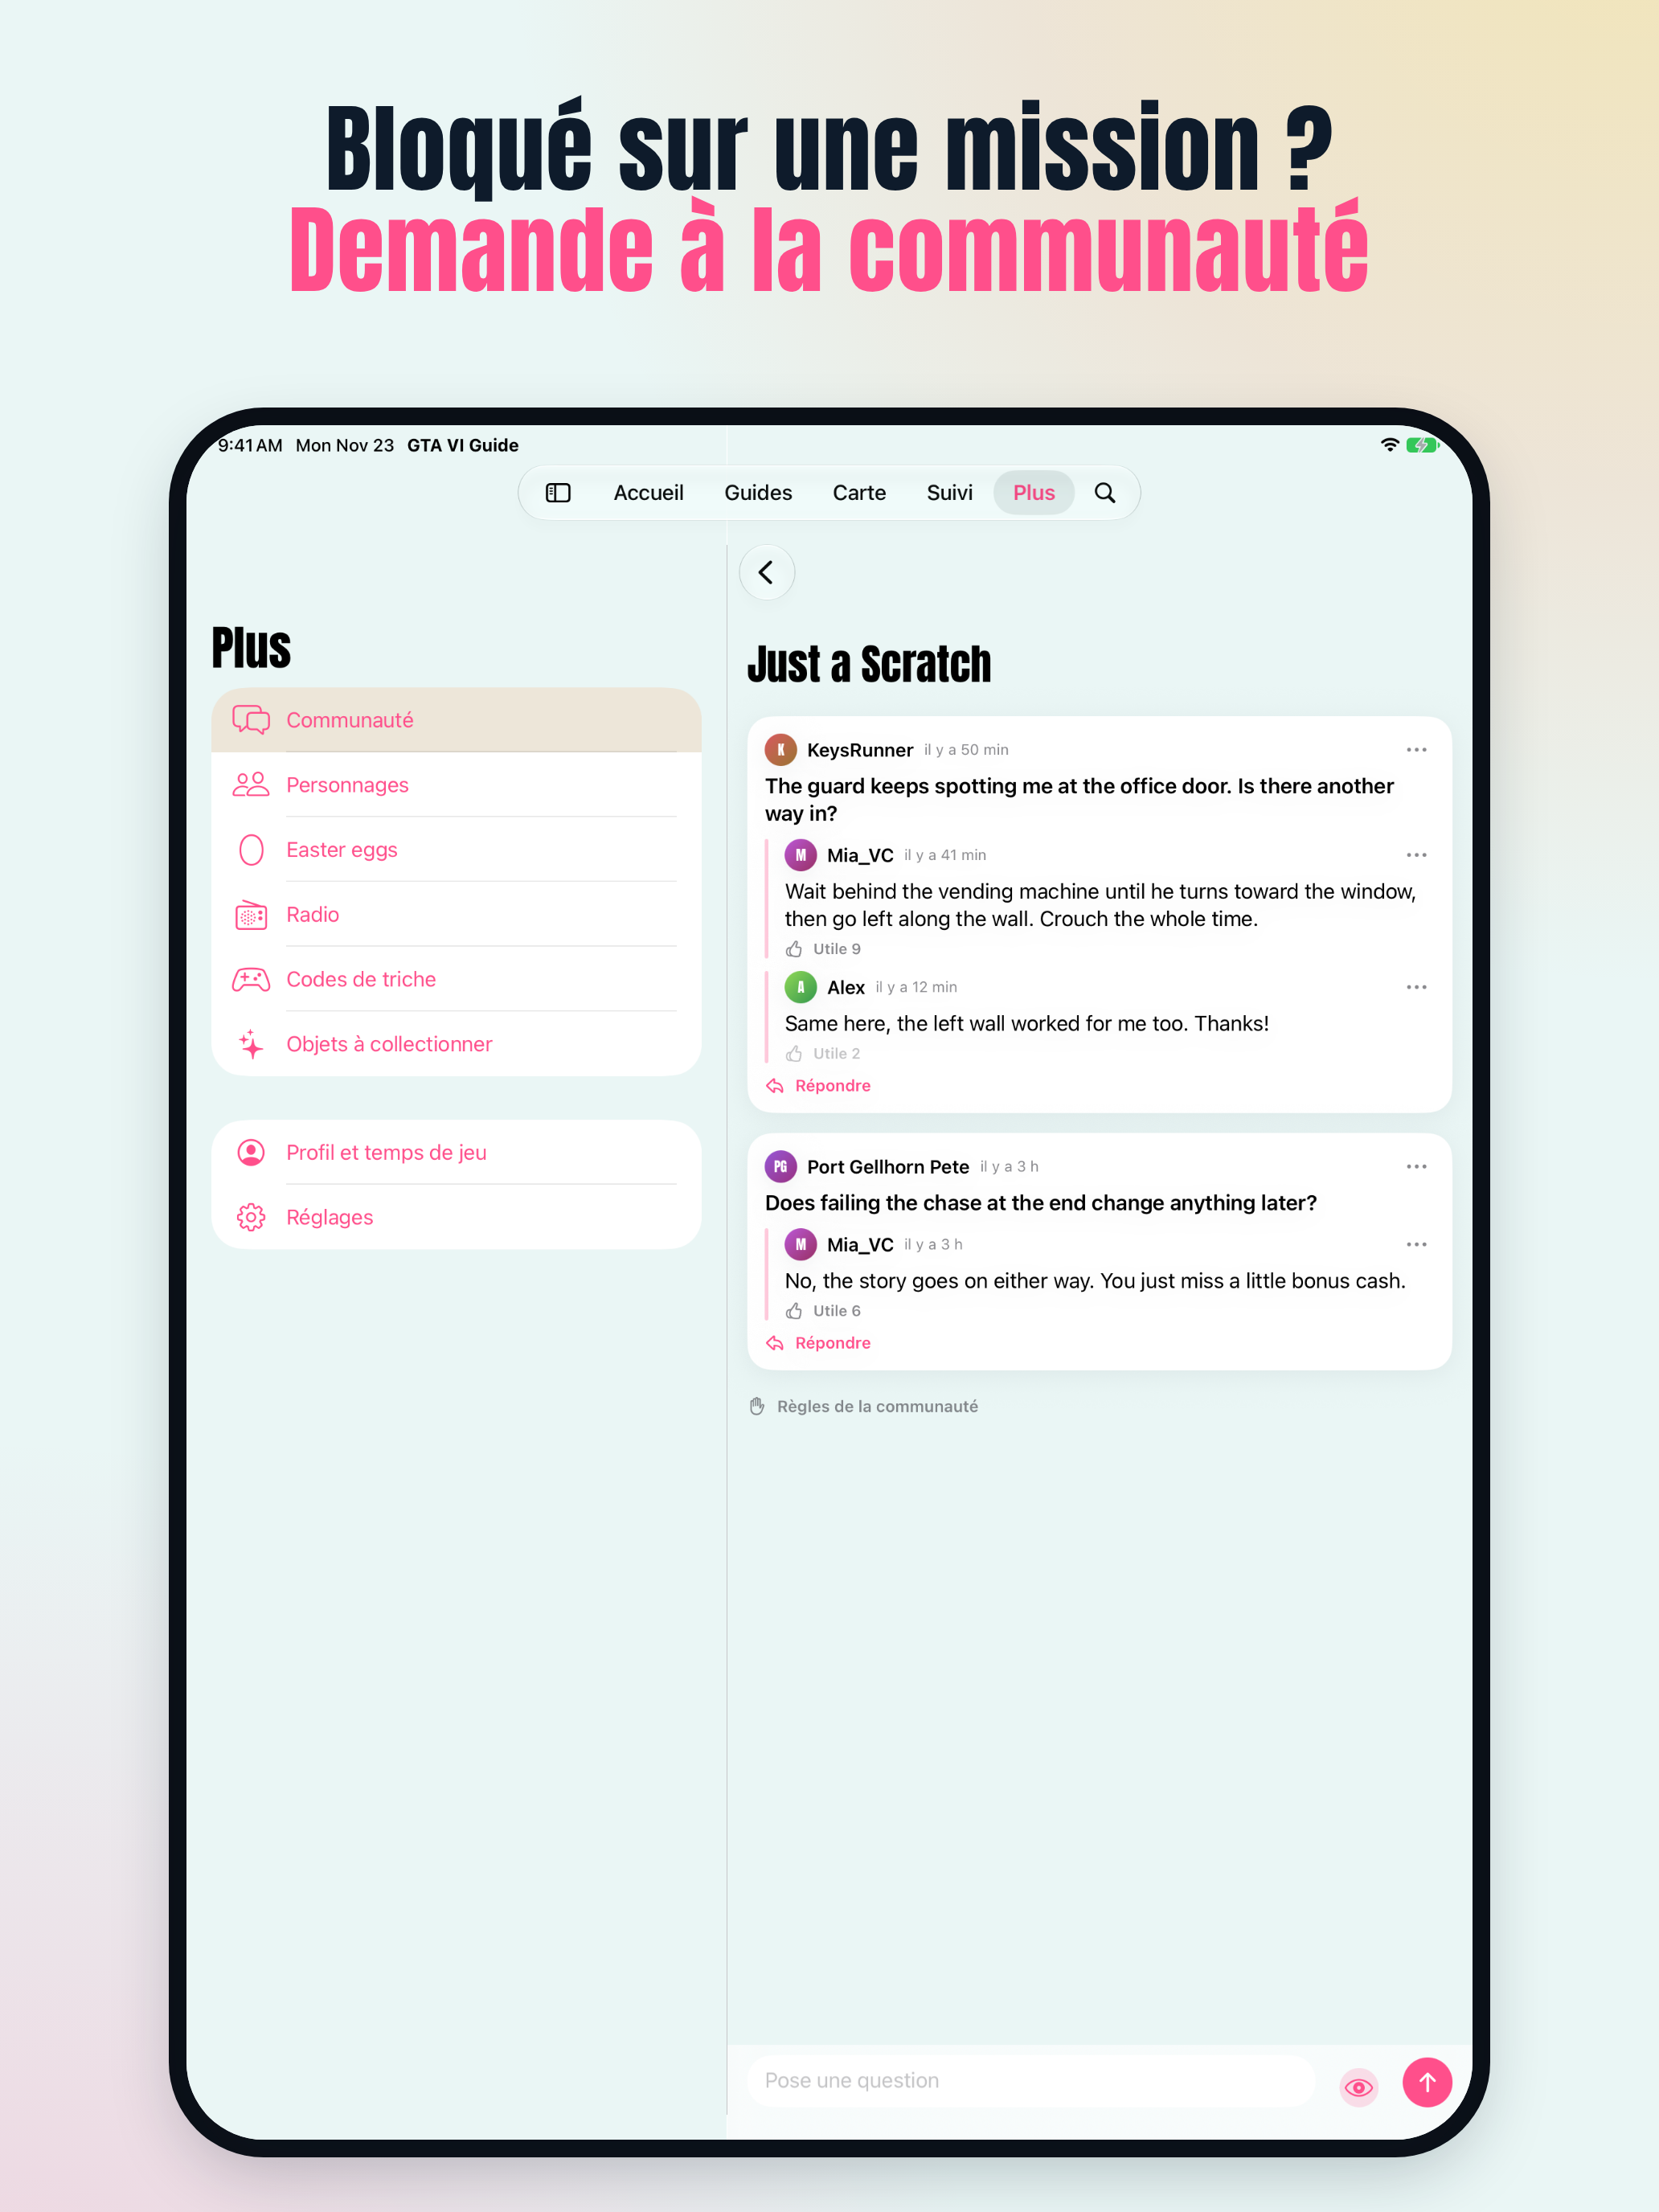 Bloqué sur une mission ?
Demande à la communauté
9:41 AM Mon Nov 23 GTA VI Guide
Accueil Guides Carte Suivi Plus
Plus
Communauté
Personnages
Easter eggs
Radio
Codes de triche
Objets à collectionner
Profil et temps de jeu
Réglages
Just a Scratch
K KeysRunner il y a 50 min
The guard keeps spotting me at the office door. Is there another
way in?
M Mia_VC il y a 41 min
Wait behind the vending machine until he turns toward the window,
then go left along the wall. Crouch the whole time.
Utile 9
A Alex il y a 12 min
Same here, the left wall worked for me too. Thanks!
Utile 2
Répondre
PG Port Gellhorn Pete il y a 3 h
Does failing the chase at the end change anything later?
M Mia_VC il y a 3 h
No, the story goes on either way. You just miss a little bonus cash.
Utile 6
Répondre
Règles de la communauté
Pose une question